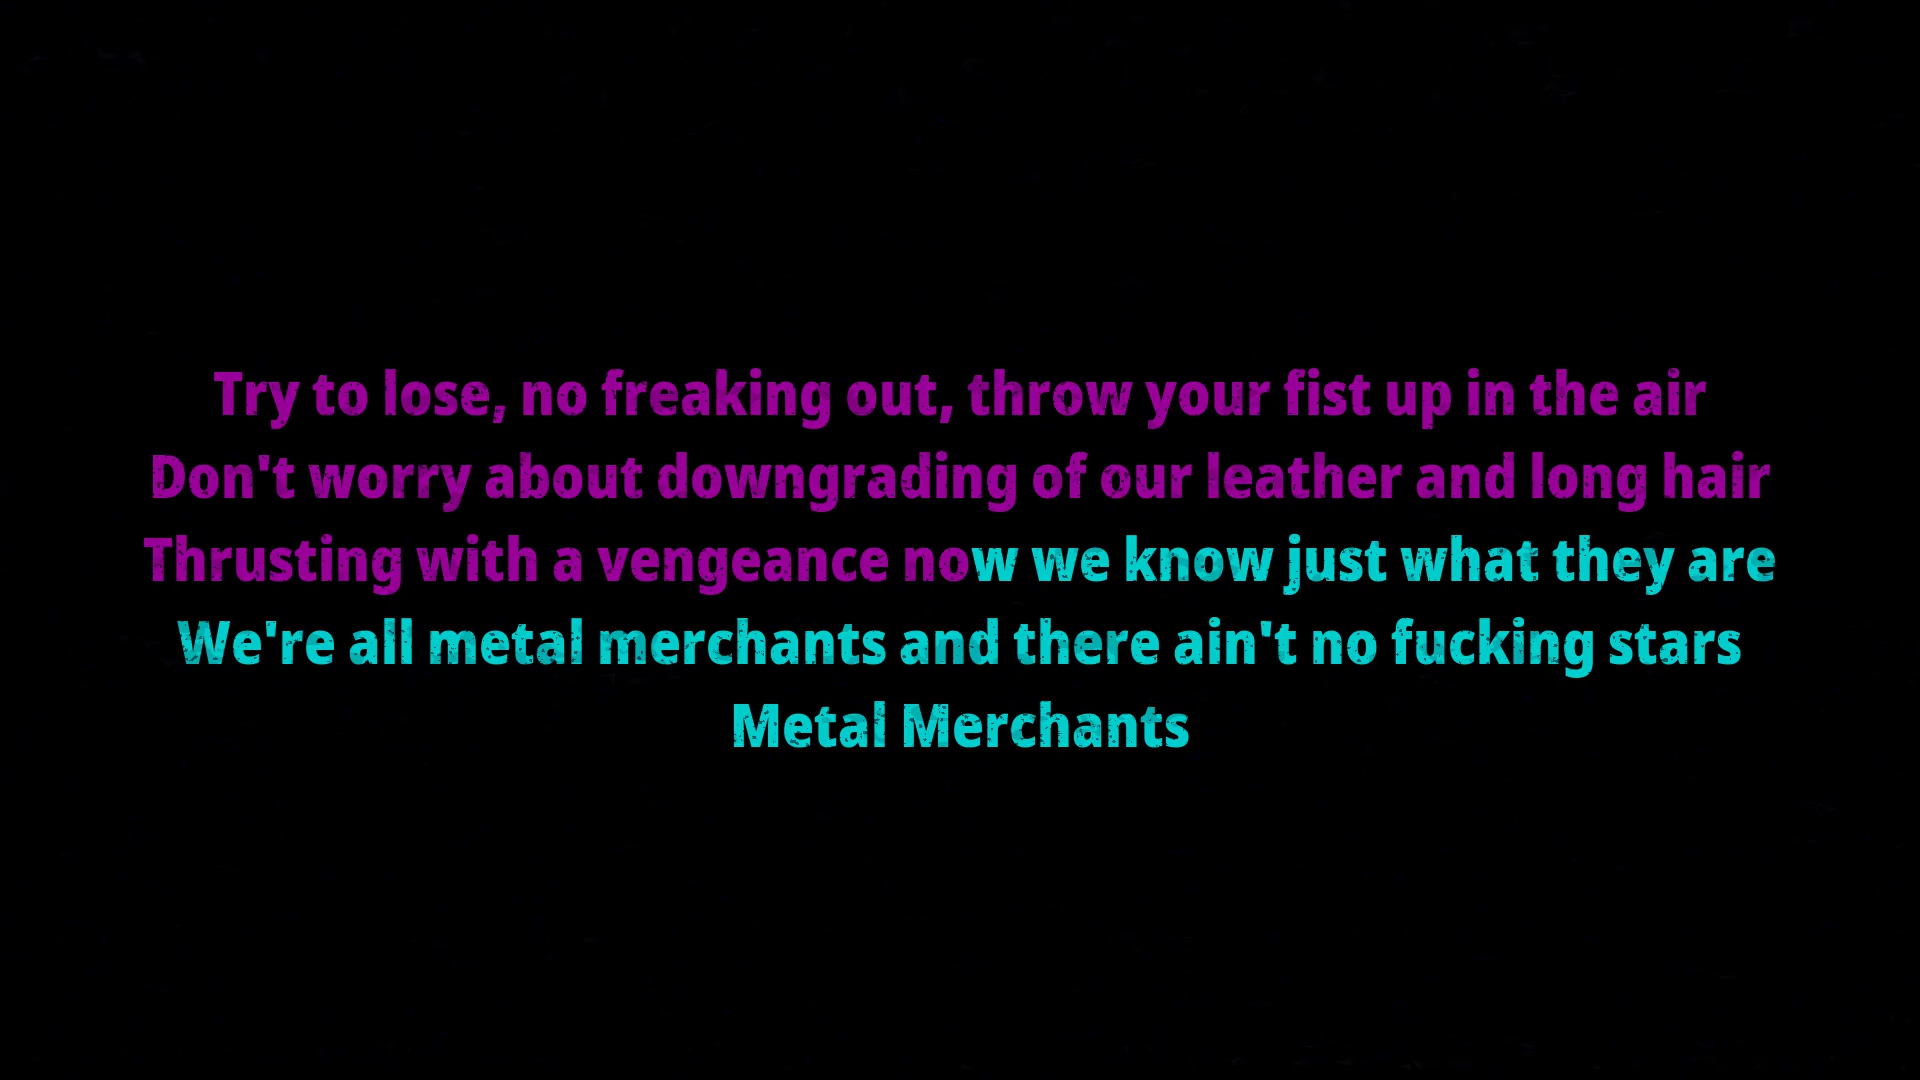 Try to lose, no freaking out, throw your fist up in the air
Don't worry about downgrading of our leather and long hair
Thrusting with a vengeance now we know just what they are
We're all metal merchants and there ain't no fucking stars
Metal Merchants